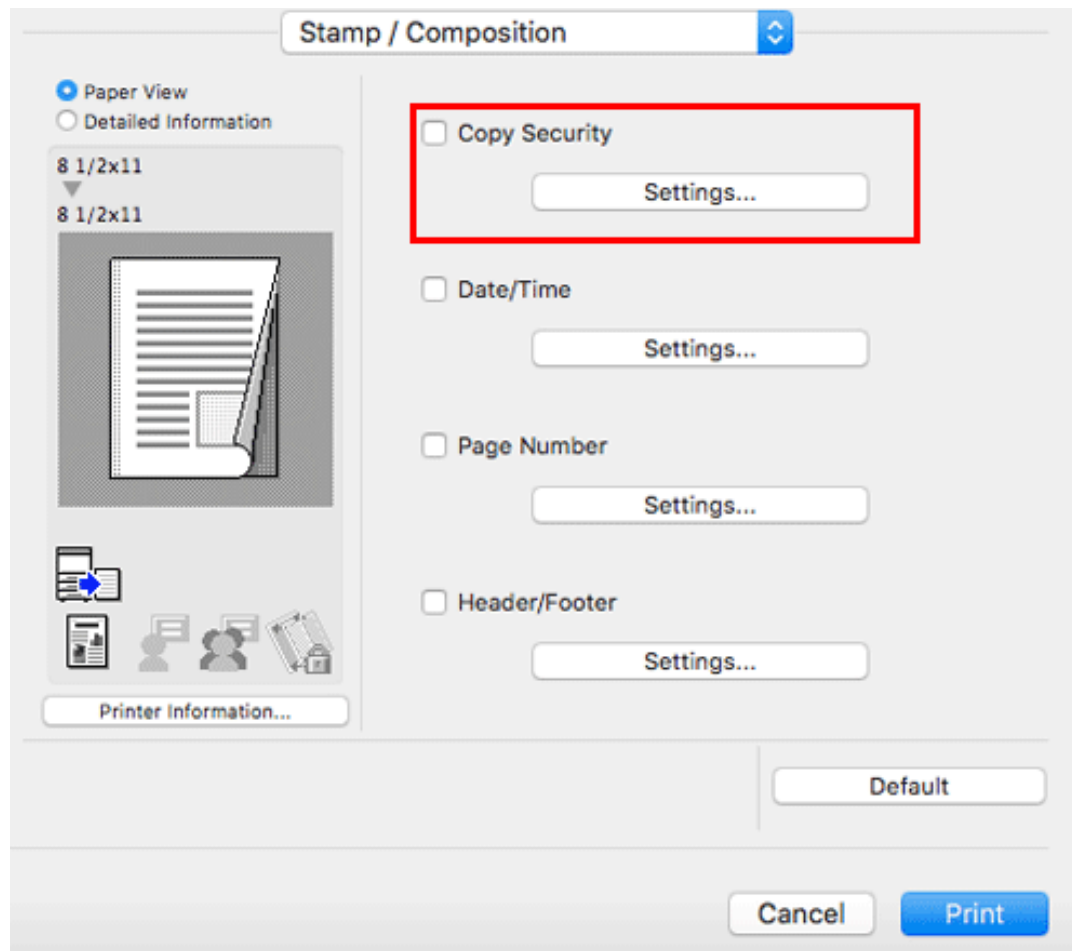 Stamp / Composition
Paper View
Detailed Information
8 1/2x11
8 1/2x11
Printer Information...
Copy Security
Settings...
Date/Time
Settings...
Page Number
Settings...
Header/Footer
Settings...
Default
Cancel
Print